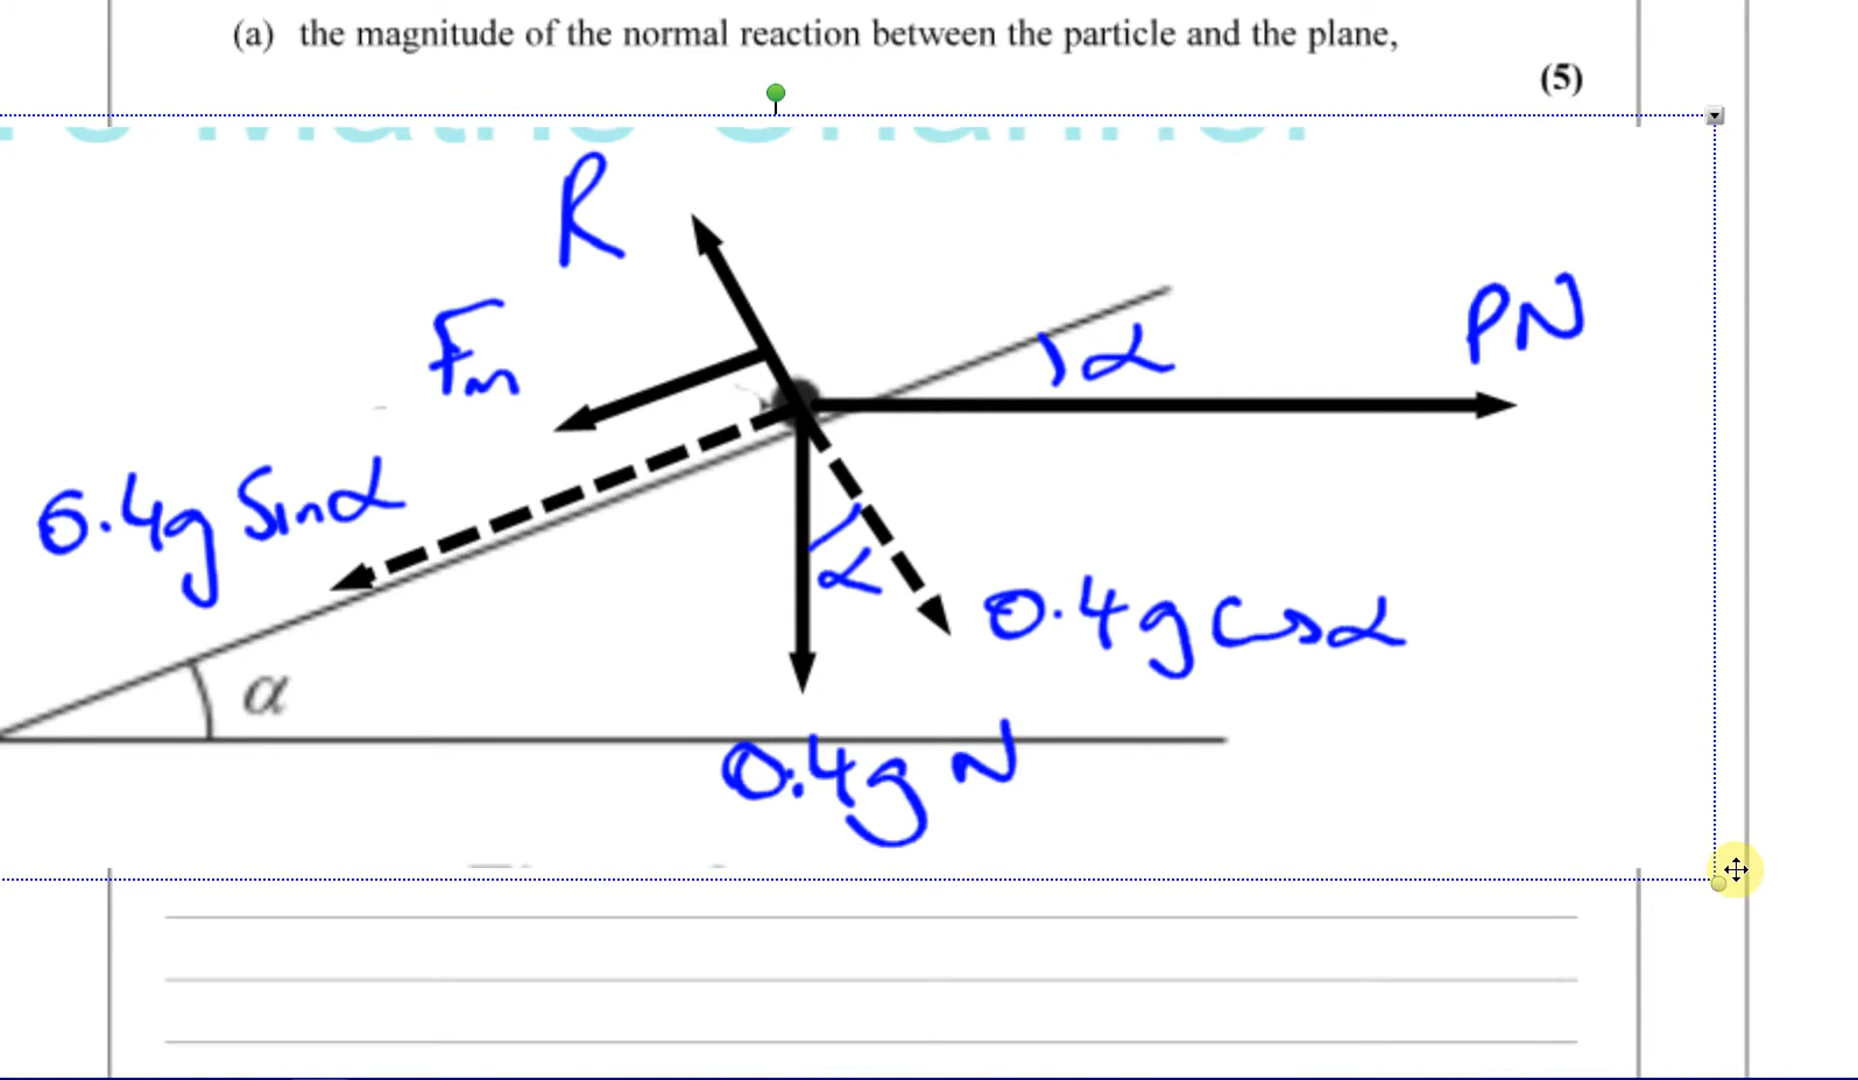 (a) the magnitude of the normal reaction between the particle and the plane,
(5)
R
Fm
PN
α
0.4g Sinα
α
0.4g Cosα
α
0.4g N